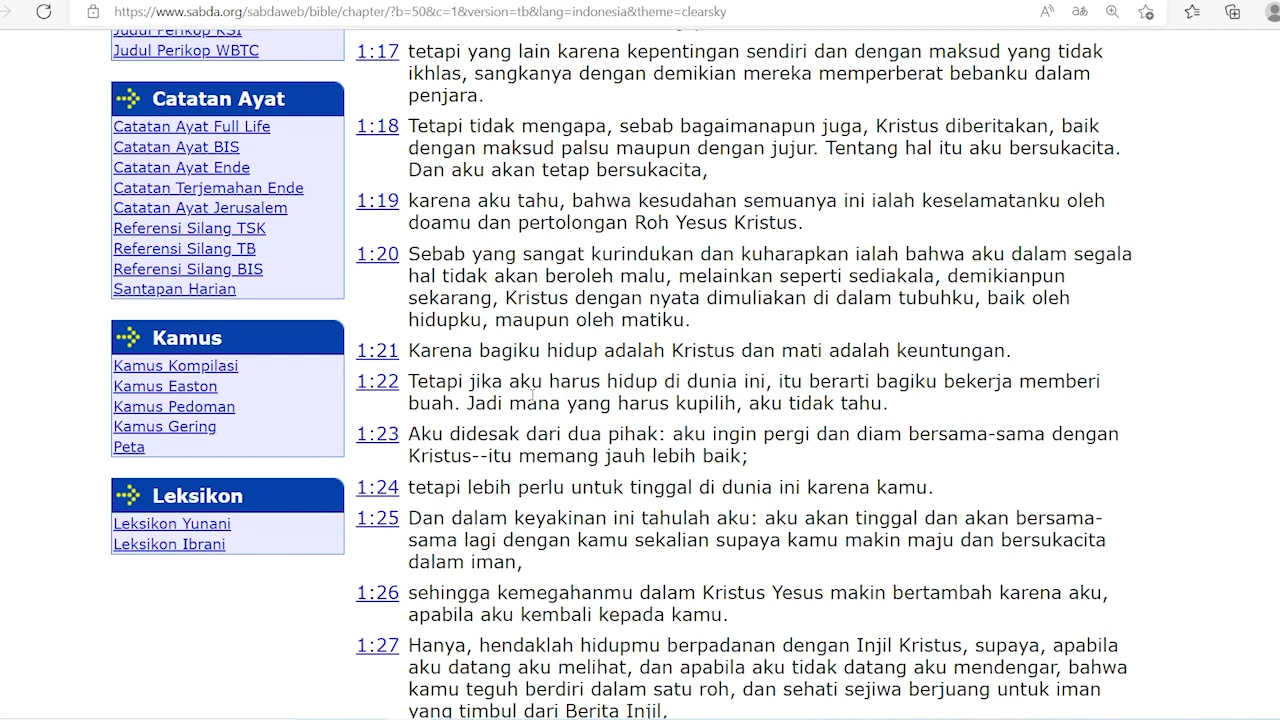 https://www.sabda.org/sabdaweb/bible/chapter/?b=50&c=1&version=tb&lang=indonesia&theme=clearsky
Judul Perikop KSI
Judul Perikop WBTC
Catatan Ayat
Catatan Ayat Full Life
Catatan Ayat BIS
Catatan Ayat Ende
Catatan Terjemahan Ende
Catatan Ayat Jerusalem
Referensi Silang TSK
Referensi Silang TB
Referensi Silang BIS
Santapan Harian
Kamus
Kamus Kompilasi
Kamus Easton
Kamus Pedoman
Kamus Gering
Peta
Leksikon
Leksikon Yunani
Leksikon Ibrani
1:17 tetapi yang lain karena kepentingan sendiri dan dengan maksud yang tidak
ikhlas, sangkanya dengan demikian mereka memperberat bebanku dalam
penjara.
1:18 Tetapi tidak mengapa, sebab bagaimanapun juga, Kristus diberitakan, baik
dengan maksud palsu maupun dengan jujur. Tentang hal itu aku bersukacita.
Dan aku akan tetap bersukacita,
1:19 karena aku tahu, bahwa kesudahan semuanya ini ialah keselamatanku oleh
doamu dan pertolongan Roh Yesus Kristus.
1:20 Sebab yang sangat kurindukan dan kuharapkan ialah bahwa aku dalam segala
hal tidak akan beroleh malu, melainkan seperti sediakala, demikianpun
sekarang, Kristus dengan nyata dimuliakan di dalam tubuhku, baik oleh
hidupku, maupun oleh matiku.
1:21 Karena bagiku hidup adalah Kristus dan mati adalah keuntungan.
1:22 Tetapi jika aku harus hidup di dunia ini, itu berarti bagiku bekerja memberi
buah. Jadi mana yang harus kupilih, aku tidak tahu.
1:23 Aku didesak dari dua pihak: aku ingin pergi dan diam bersama-sama dengan
Kristus--itu memang jauh lebih baik;
1:24 tetapi lebih perlu untuk tinggal di dunia ini karena kamu.
1:25 Dan dalam keyakinan ini tahulah aku: aku akan tinggal dan akan bersama-
sama lagi dengan kamu sekalian supaya kamu makin maju dan bersukacita
dalam iman,
1:26 sehingga kemegahanmu dalam Kristus Yesus makin bertambah karena aku,
apabila aku kembali kepada kamu.
1:27 Hanya, hendaklah hidupmu berpadanan dengan Injil Kristus, supaya, apabila
aku datang aku melihat, dan apabila aku tidak datang aku mendengar, bahwa
kamu teguh berdiri dalam satu roh, dan sehati sejiwa berjuang untuk iman
yang timbul dari Berita Injil,